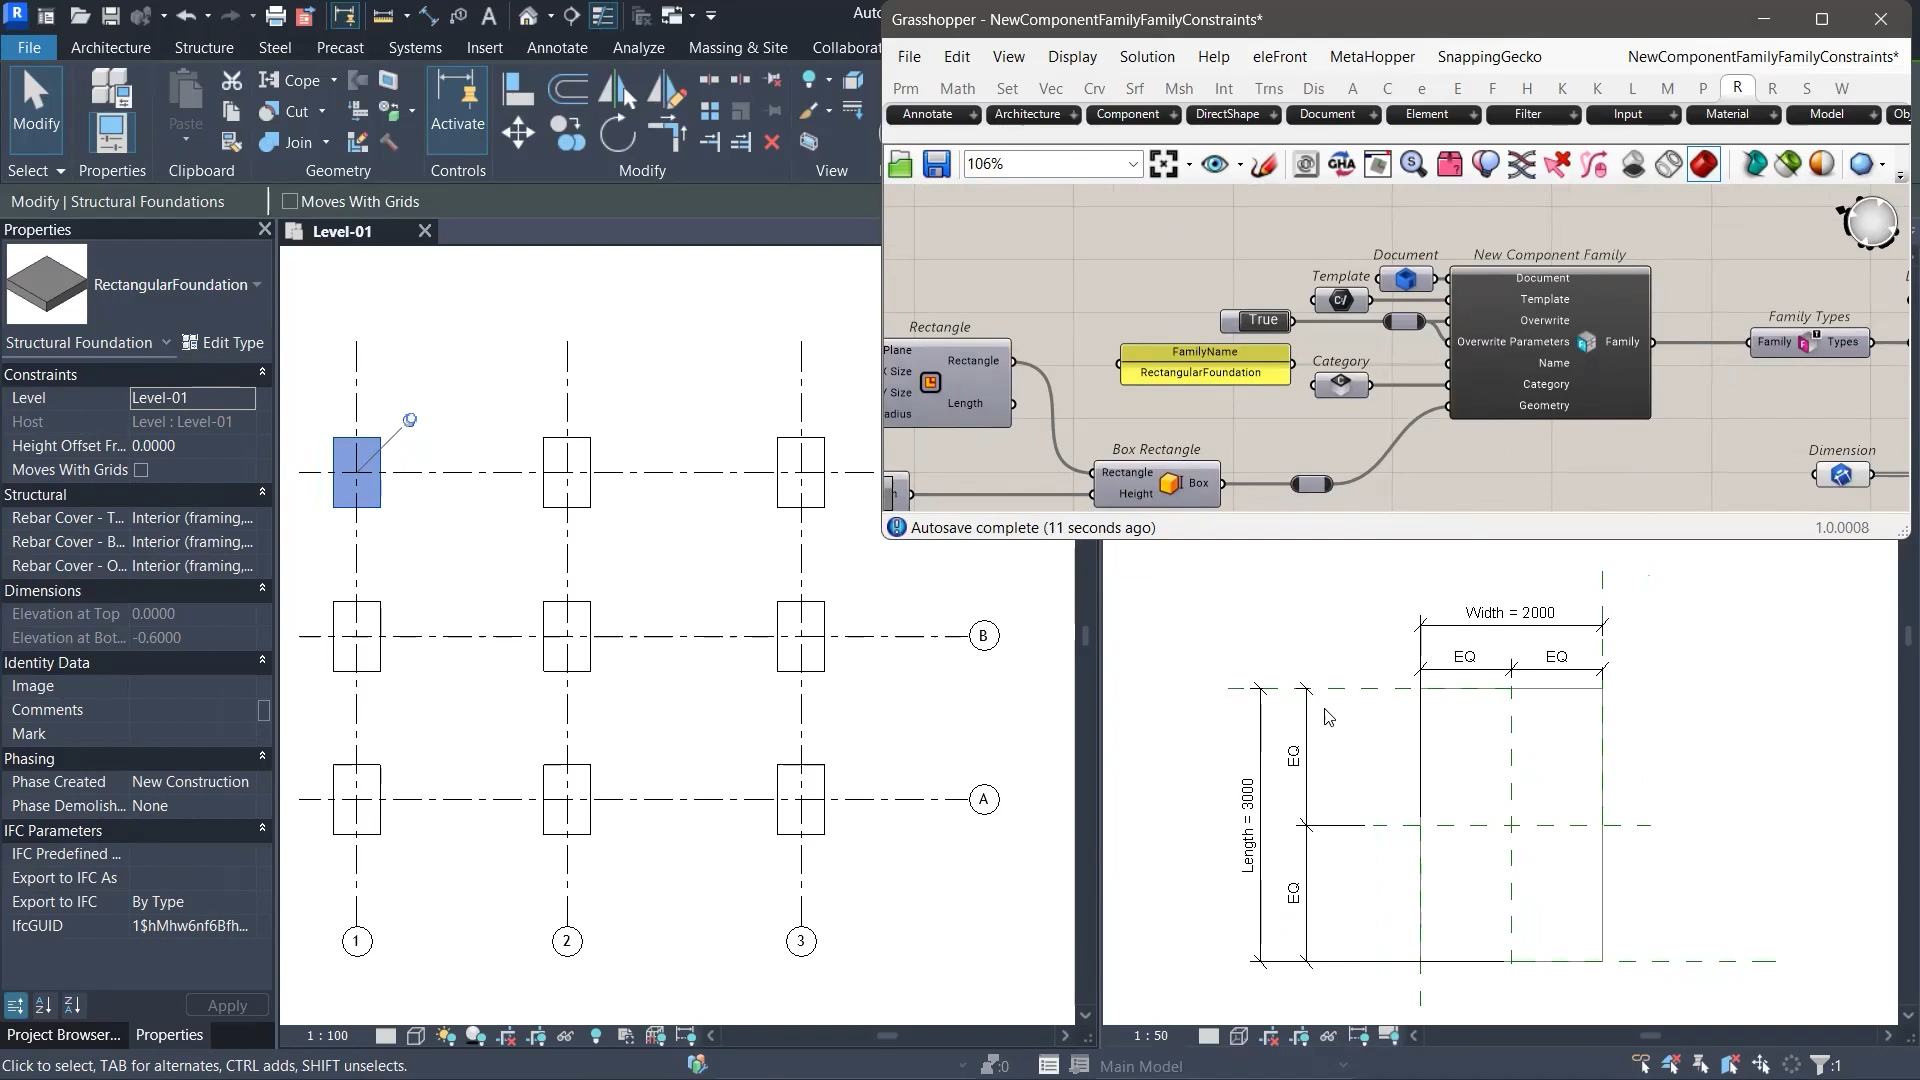 R
A
Auto
File
Architecture
Structure
Steel
Precast
Systems
Insert
Annotate
Analyze
Massing & Site
Collaborat
Modify
Paste
Cope
Cut
Join
Activate
Select
Properties
Clipboard
Geometry
Controls
Modify
View
Modify | Structural Foundations
Moves With Grids
Properties
RectangularFoundation
Structural Foundation
Edit Type
Constraints
Level
Level-01
Host
Level : Level-01
Height Offset Fr...
0.0000
Moves With Grids
Structural
Rebar Cover - T...
Interior (framing,...
Rebar Cover - B...
Interior (framing,...
Rebar Cover - O...
Interior (framing,...
Dimensions
Elevation at Top
0.0000
Elevation at Bot...
-0.6000
Identity Data
Image
Comments
Mark
Phasing
Phase Created
New Construction
Phase Demolish...
None
IFC Parameters
IFC Predefined ...
Export to IFC As
Export to IFC
By Type
IfcGUID
1$hMhw6nf6Bfh...
Apply
Project Browser...
Properties
Click to select, TAB for alternates, CTRL adds, SHIFT unselects.
Level-01
B
A
1
2
3
1 : 100
:0
Main Model
Grasshopper - NewComponentFamilyFamilyConstraints*
File
Edit
View
Display
Solution
Help
eleFront
MetaHopper
SnappingGecko
NewComponentFamilyFamilyConstraints*
Prm
Math
Set
Vec
Crv
Srf
Msh
Int
Trns
Dis
A
C
e
E
F
H
K
K
L
M
P
R
R
S
W
Annotate
Architecture
Component
DirectShape
Document
Element
Filter
Input
Material
Model
Ob
106%
GHA
Rectangle
Plane
X Size
Y Size
adius
Rectangle
Length
Box Rectangle
Rectangle
Height
Box
True
FamilyName
RectangularFoundation
Template
Document
Category
New Component Family
Document
Template
Overwrite
Overwrite Parameters
Name
Category
Geometry
Family
Family Types
Family
Types
Dimension
Autosave complete (11 seconds ago)
1.0.0008
Width = 2000
EQ
EQ
Length = 3000
EQ
EQ
1 : 50
:1